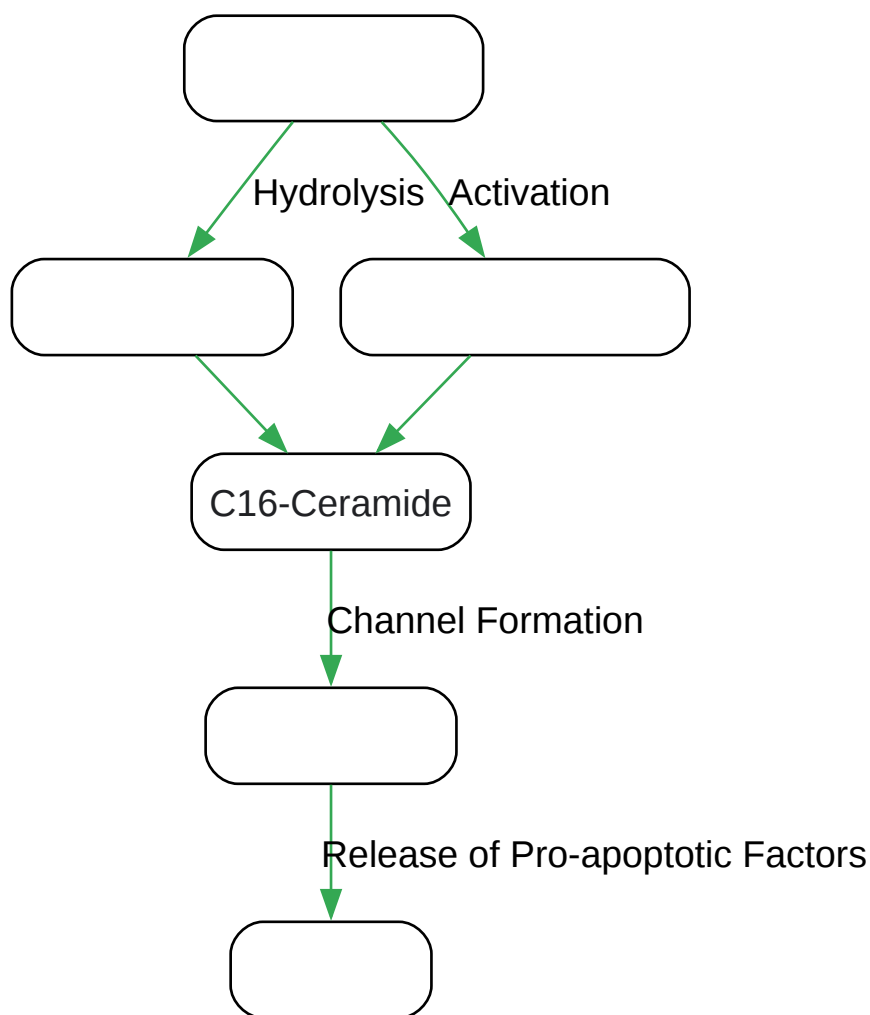 Hydrolysis
Activation
C16-Ceramide
Channel Formation
Release of Pro-apoptotic Factors